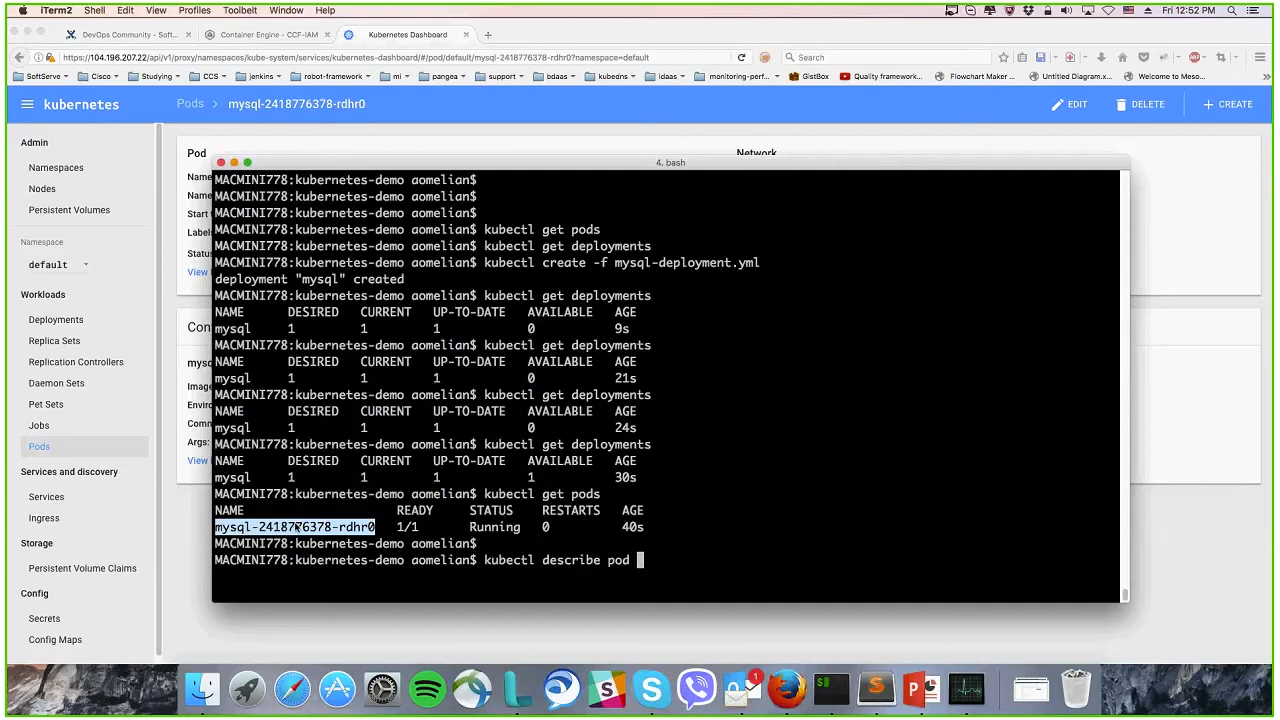 iTerm2 Shell Edit View Profiles Toolbelt Window Help Fri 12:52 PM
DevOps Community - Soft... Container Engine - CCF-IAM Kubernetes Dashboard
https://104.196.207.22/api/v1/proxy/namespaces/kube-system/services/kubernetes-dashboard/#/pod/default/mysql-2418776378-rdhr0?namespace=default Search
SoftServe Cisco Studying CCS jenkins robot-framework mi pangea support bdaas kubedns idaas monitoring-perf... GistBox Quality framework... Flowchart Maker ... Untitled Diagram.x... Welcome to Meso...
kubernetes Pods > mysql-2418776378-rdhr0 EDIT DELETE + CREATE
Admin
Namespaces
Nodes
Persistent Volumes
Namespace
default
Workloads
Deployments
Replica Sets
Replication Controllers
Daemon Sets
Pet Sets
Jobs
Pods
Services and discovery
Services
Ingress
Storage
Persistent Volume Claims
Config
Secrets
Config Maps
Pod Network
Name
Name
Start
Labels
Status
View
Con
mysq
Image
Enviro
Comm
Args:
View
4. bash
MACMINI778:kubernetes-demo aomelian$
MACMINI778:kubernetes-demo aomelian$
MACMINI778:kubernetes-demo aomelian$
MACMINI778:kubernetes-demo aomelian$ kubectl get pods
MACMINI778:kubernetes-demo aomelian$ kubectl get deployments
MACMINI778:kubernetes-demo aomelian$ kubectl create -f mysql-deployment.yml
deployment "mysql" created
MACMINI778:kubernetes-demo aomelian$ kubectl get deployments
NAME DESIRED CURRENT UP-TO-DATE AVAILABLE AGE
mysql 1 1 1 0 9s
MACMINI778:kubernetes-demo aomelian$ kubectl get deployments
NAME DESIRED CURRENT UP-TO-DATE AVAILABLE AGE
mysql 1 1 1 0 21s
MACMINI778:kubernetes-demo aomelian$ kubectl get deployments
NAME DESIRED CURRENT UP-TO-DATE AVAILABLE AGE
mysql 1 1 1 0 24s
MACMINI778:kubernetes-demo aomelian$ kubectl get deployments
NAME DESIRED CURRENT UP-TO-DATE AVAILABLE AGE
mysql 1 1 1 1 30s
MACMINI778:kubernetes-demo aomelian$ kubectl get pods
NAME READY STATUS RESTARTS AGE
mysql-2418776378-rdhr0 1/1 Running 0 40s
MACMINI778:kubernetes-demo aomelian$
MACMINI778:kubernetes-demo aomelian$ kubectl describe pod